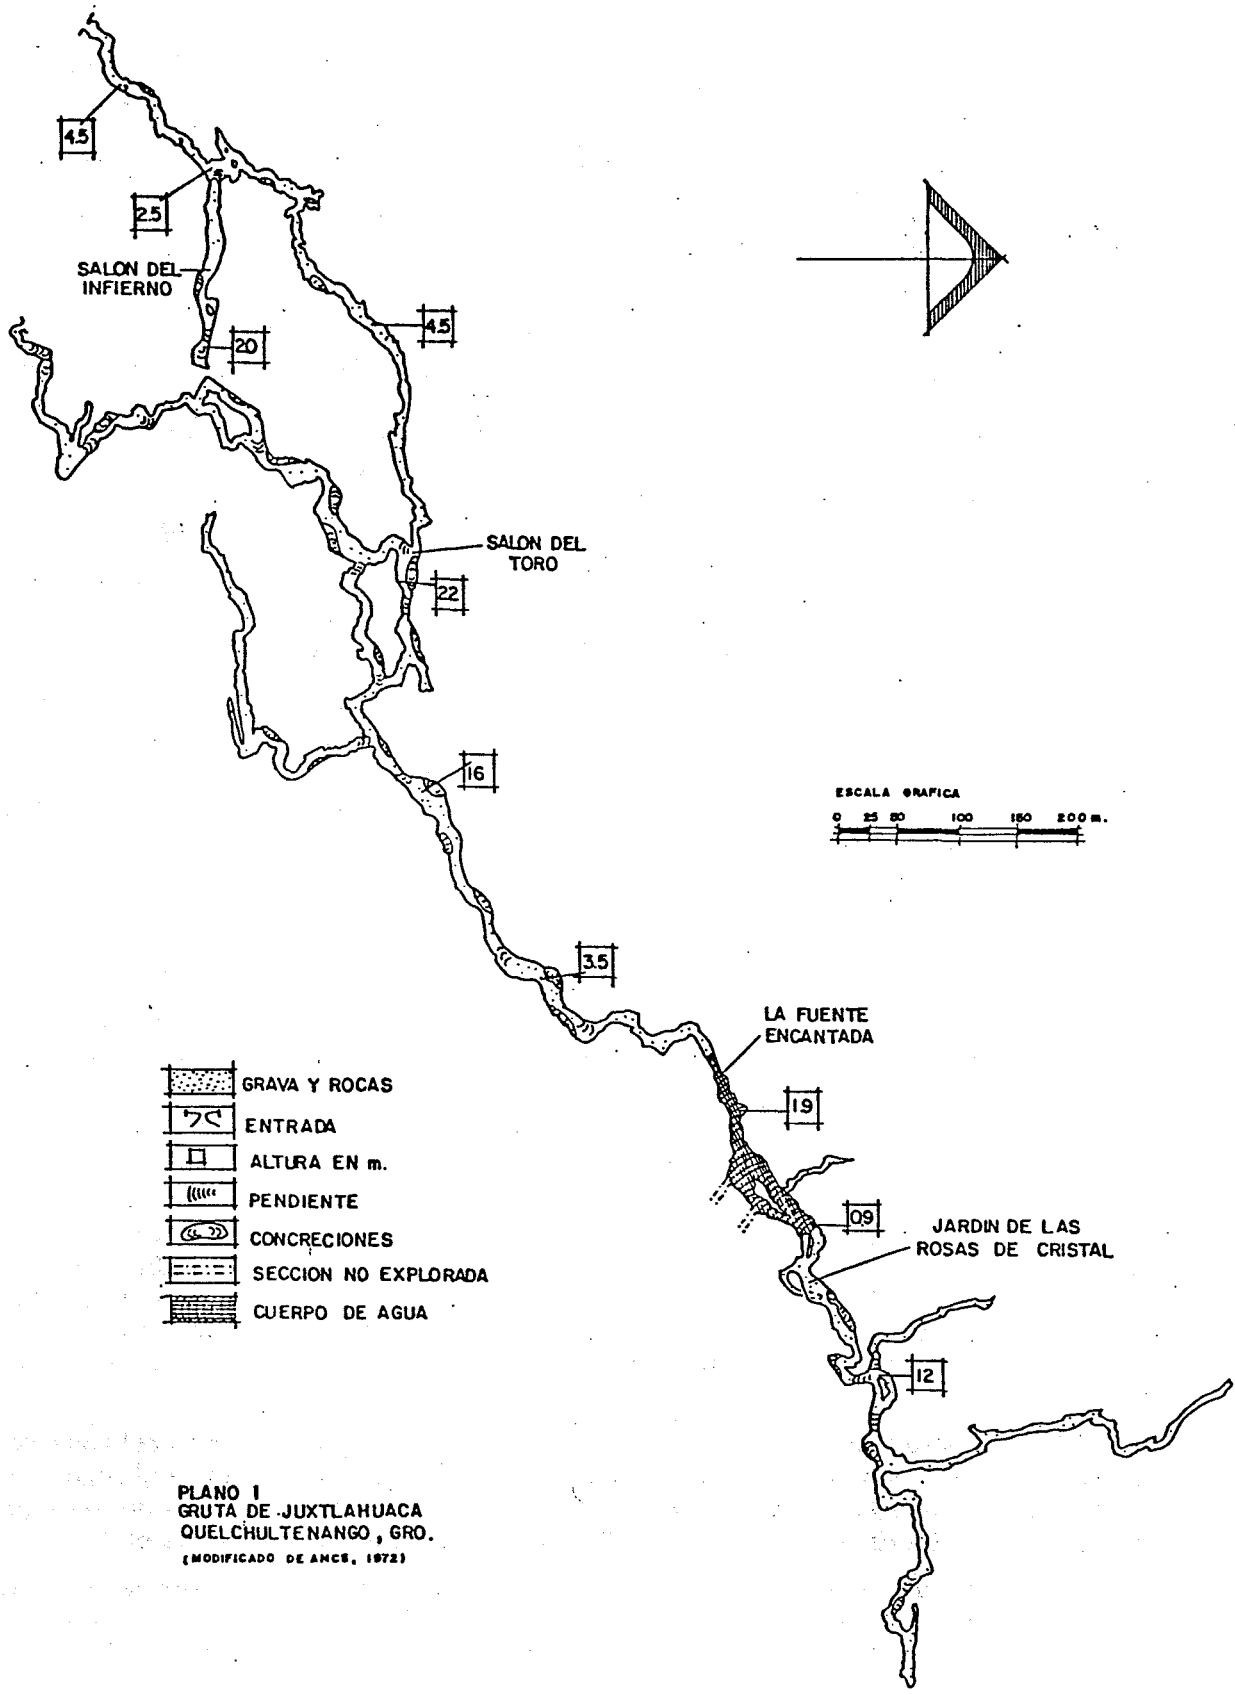 4.5
2.5
SALON DEL
INFIERNO
4.5
20
SALON DEL
TORO
22
16
ESCALA GRAFICA
0 25 50 100 150 200 m.
3.5
LA FUENTE
ENCANTADA
GRAVA Y ROCAS
1.9
ENTRADA
ALTURA EN m.
PENDIENTE
0.9
CONCRECIONES
JARDIN DE LAS
ROSAS DE CRISTAL
SECCION NO EXPLORADA
CUERPO DE AGUA
12
PLANO I
GRUTA DE JUXTLAHUACA
QUELCHULTENANGO, GRO.
(MODIFICADO DE AMCS, 1972)